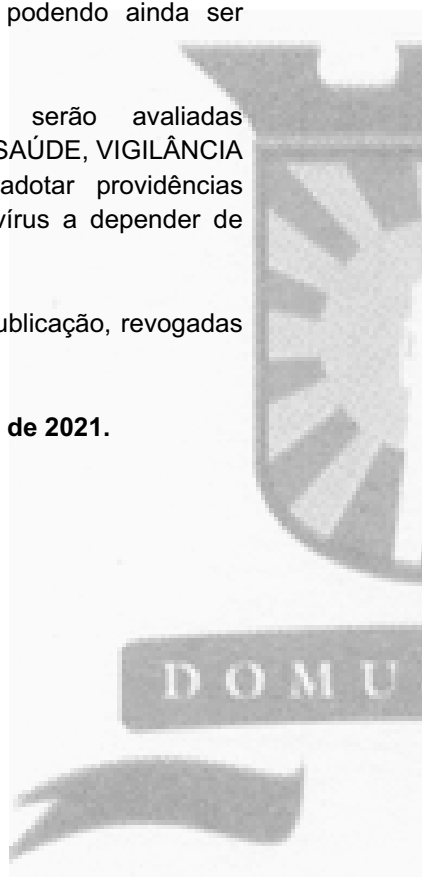 podendo ainda ser
serão avaliadas
SAÚDE, VIGILÂNCIA
adotar providências
vírus a depender de
ublicação, revogadas
de 2021.
DOMU